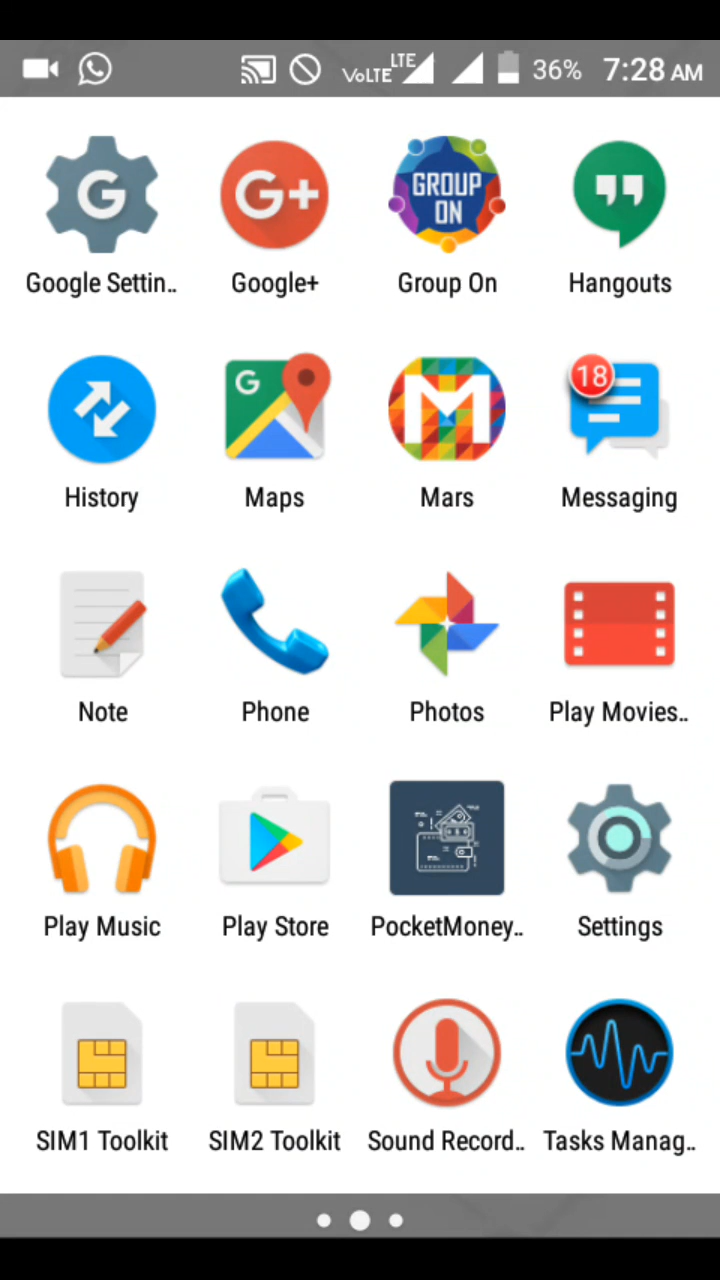 VoLTE LTE 36% 7:28 AM
G G+ GROUP
ON
Google Settin.. Google+ Group On Hangouts
G M 18
History Maps Mars Messaging
Note Phone Photos Play Movies..
Play Music Play Store PocketMoney.. Settings
SIM1 Toolkit SIM2 Toolkit Sound Record.. Tasks Manag..